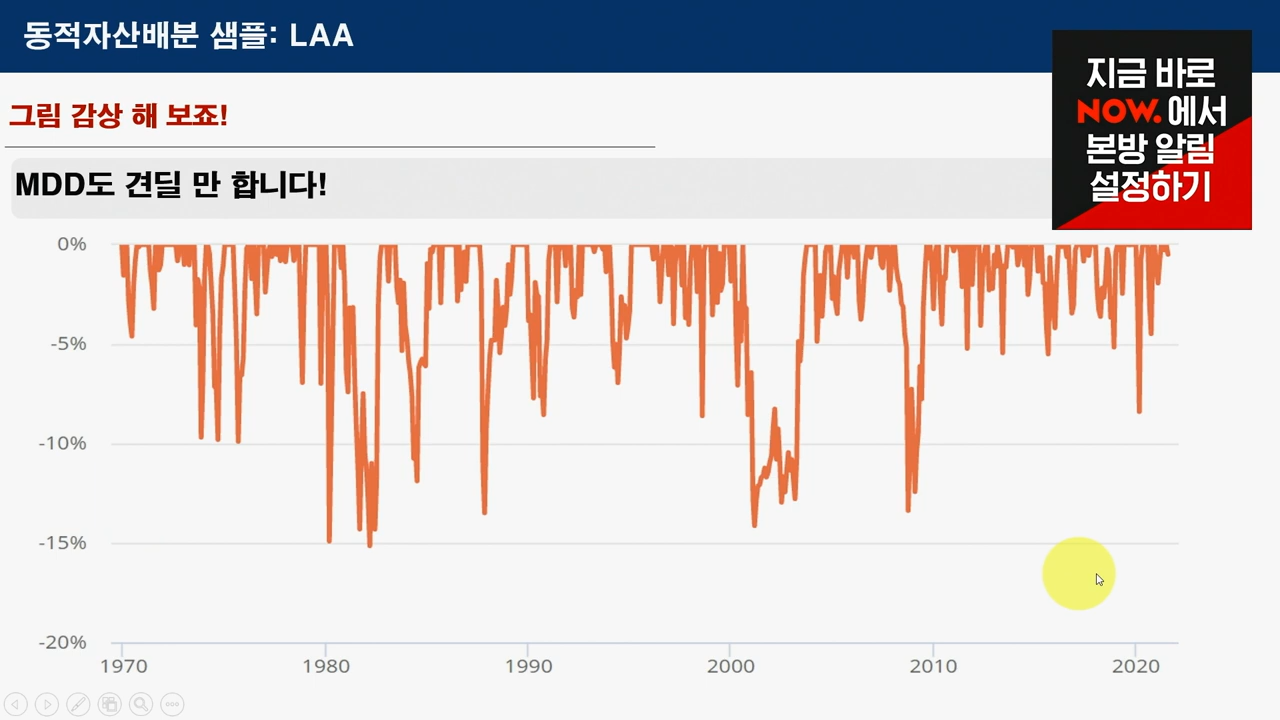 동적자산배분 샘플: LAA
지금 바로
NOW. 에서
본방 알림
설정하기
그림 감상 해 보죠!
MDD도 견딜 만 합니다!
0%
-5%
-10%
-15%
-20%
1970 1980 1990 2000 2010 2020